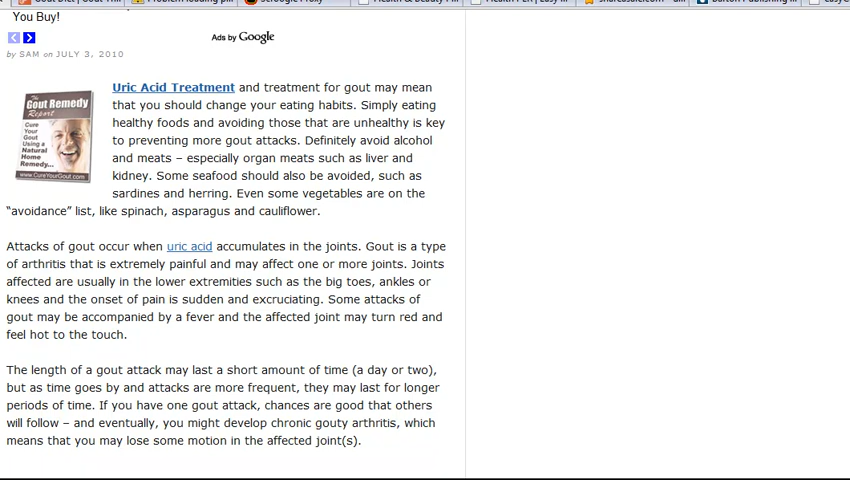 You Buy!
Ads by Google
by SAM on JULY 3, 2010
Uric Acid Treatment and treatment for gout may mean
that you should change your eating habits. Simply eating
healthy foods and avoiding those that are unhealthy is key
to preventing more gout attacks. Definitely avoid alcohol
and meats – especially organ meats such as liver and
kidney. Some seafood should also be avoided, such as
sardines and herring. Even some vegetables are on the
“avoidance” list, like spinach, asparagus and cauliflower.
The
Gout Remedy
Report
Cure
Your
Gout
Using a
Natural
Home
Remedy...
www.CureYourGout.com
Attacks of gout occur when uric acid accumulates in the joints. Gout is a type
of arthritis that is extremely painful and may affect one or more joints. Joints
affected are usually in the lower extremities such as the big toes, ankles or
knees and the onset of pain is sudden and excruciating. Some attacks of
gout may be accompanied by a fever and the affected joint may turn red and
feel hot to the touch.
The length of a gout attack may last a short amount of time (a day or two),
but as time goes by and attacks are more frequent, they may last for longer
periods of time. If you have one gout attack, chances are good that others
will follow – and eventually, you might develop chronic gouty arthritis, which
means that you may lose some motion in the affected joint(s).